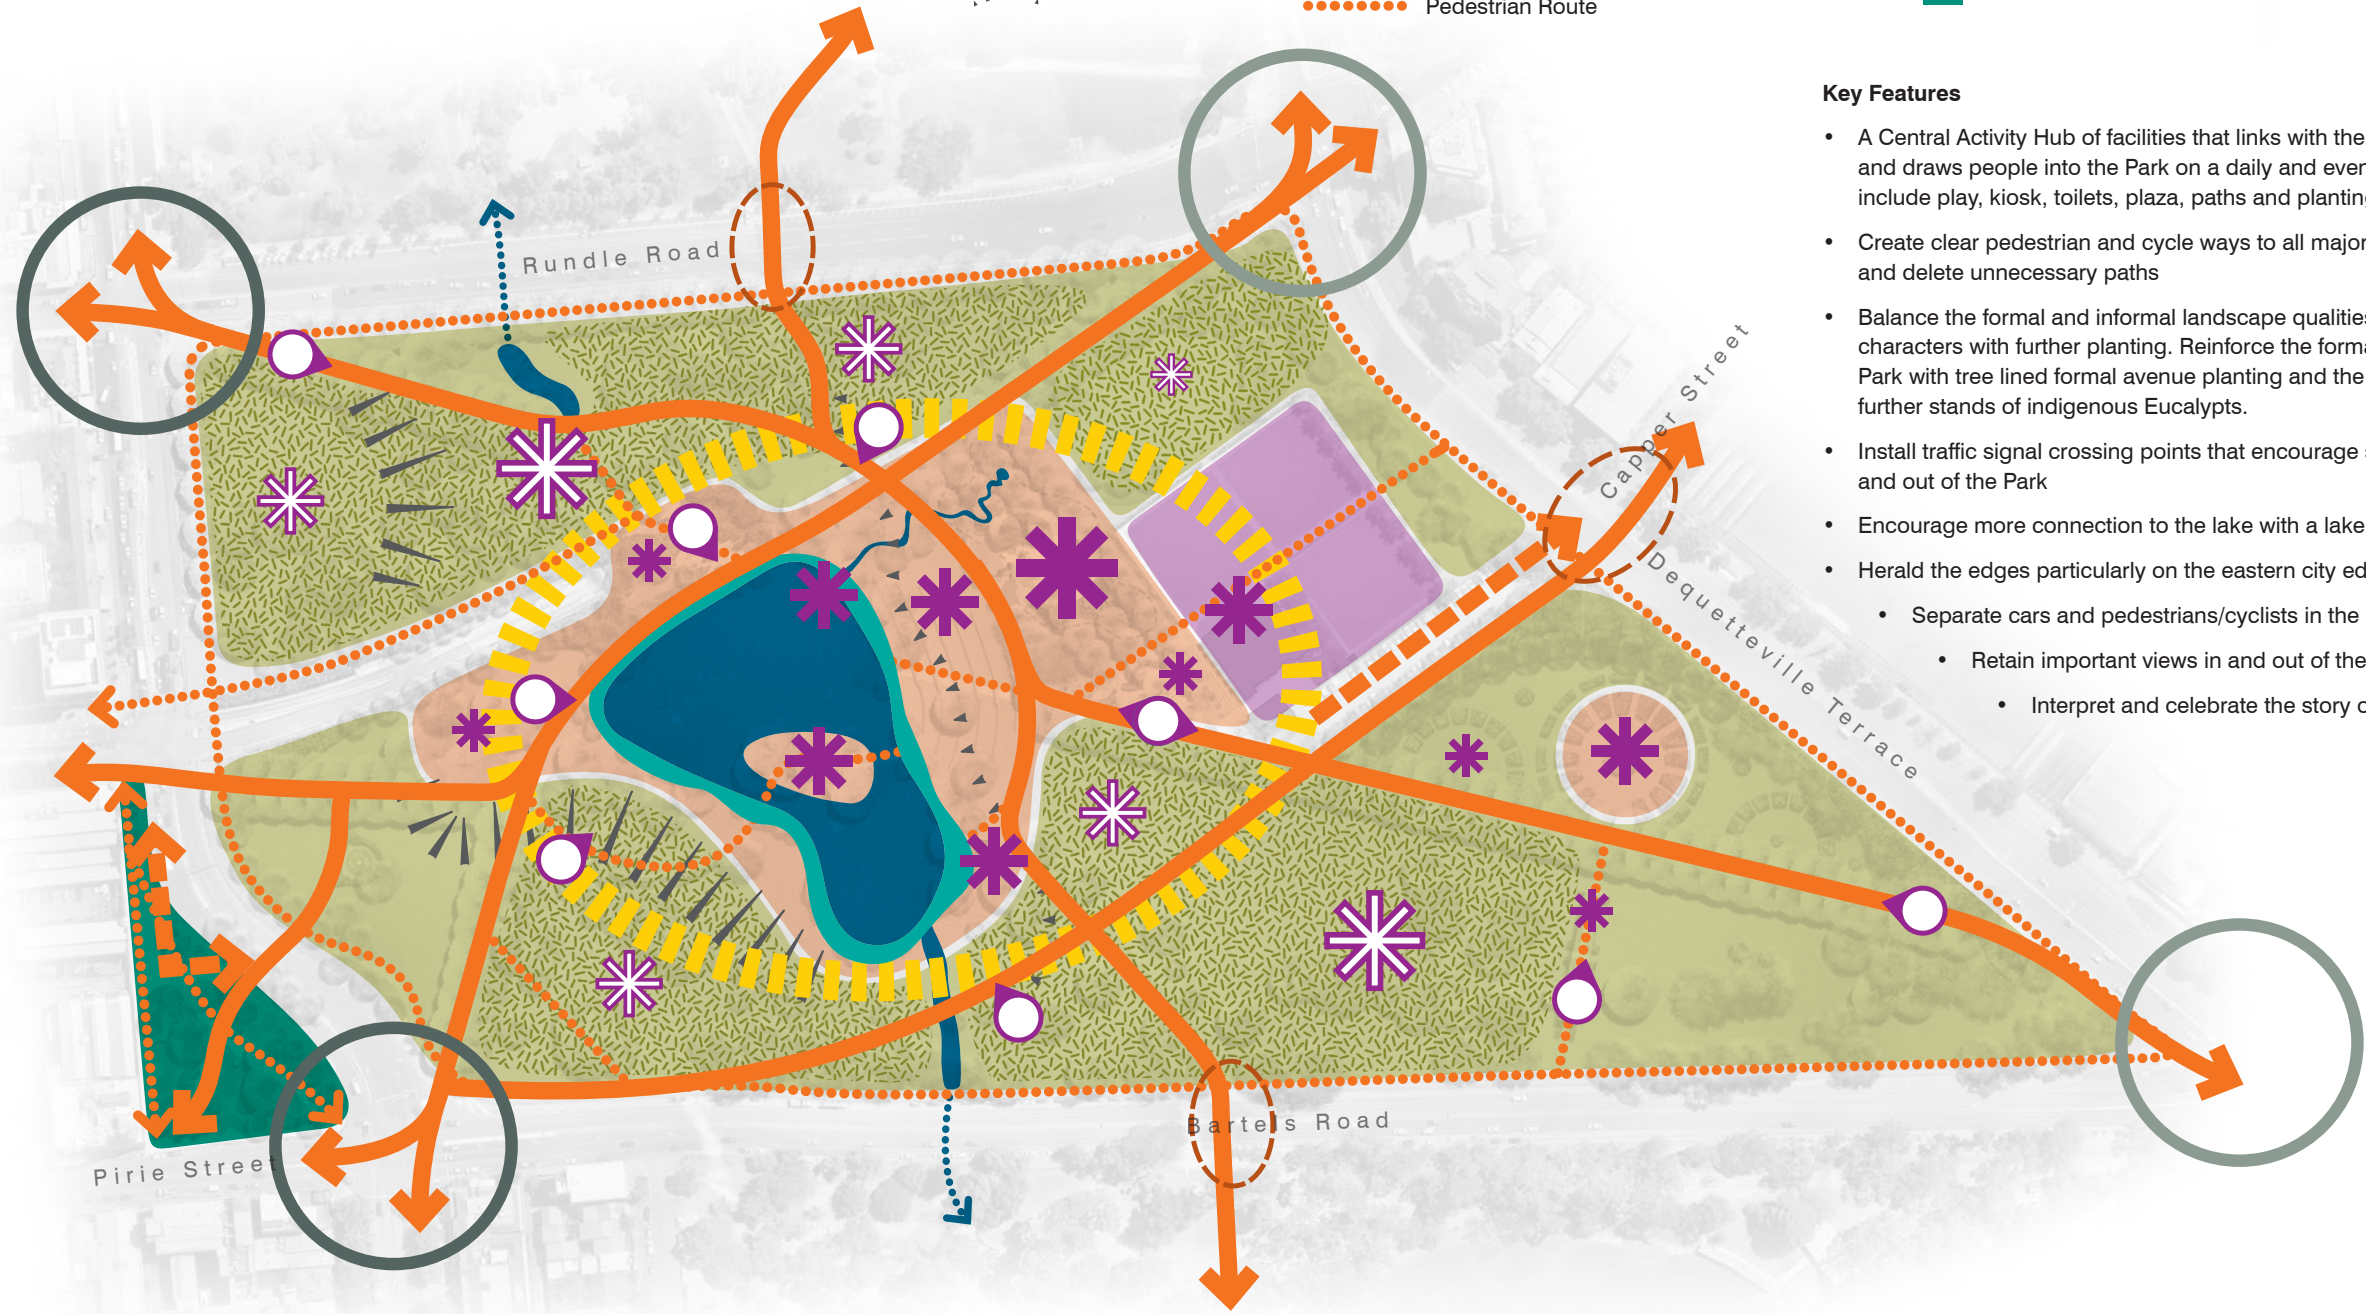 Pedestrian Route
Key Features
• A Central Activity Hub of facilities that links with the
and draws people into the Park on a daily and
include play, kiosk, toilets, plaza, paths and
• Create clear pedestrian and cycle ways to all major
and delete unnecessary paths
• Balance the formal and informal landscape
characters with further planting. Reinforce the
Park with tree lined formal avenue planting and the
further stands of indigenous Eucalypts.
• Install traffic signal crossing points that encourage
and out of the Park
• Encourage more connection to the lake with a lake
• Herald the edges particularly on the eastern city
• Separate cars and pedestrians/cyclists in the
• Retain important views in and out of the
• Interpret and celebrate the story
Rundle Road
Capper Street
Dequetteville Terrace
Bartels Road
Pirie Street